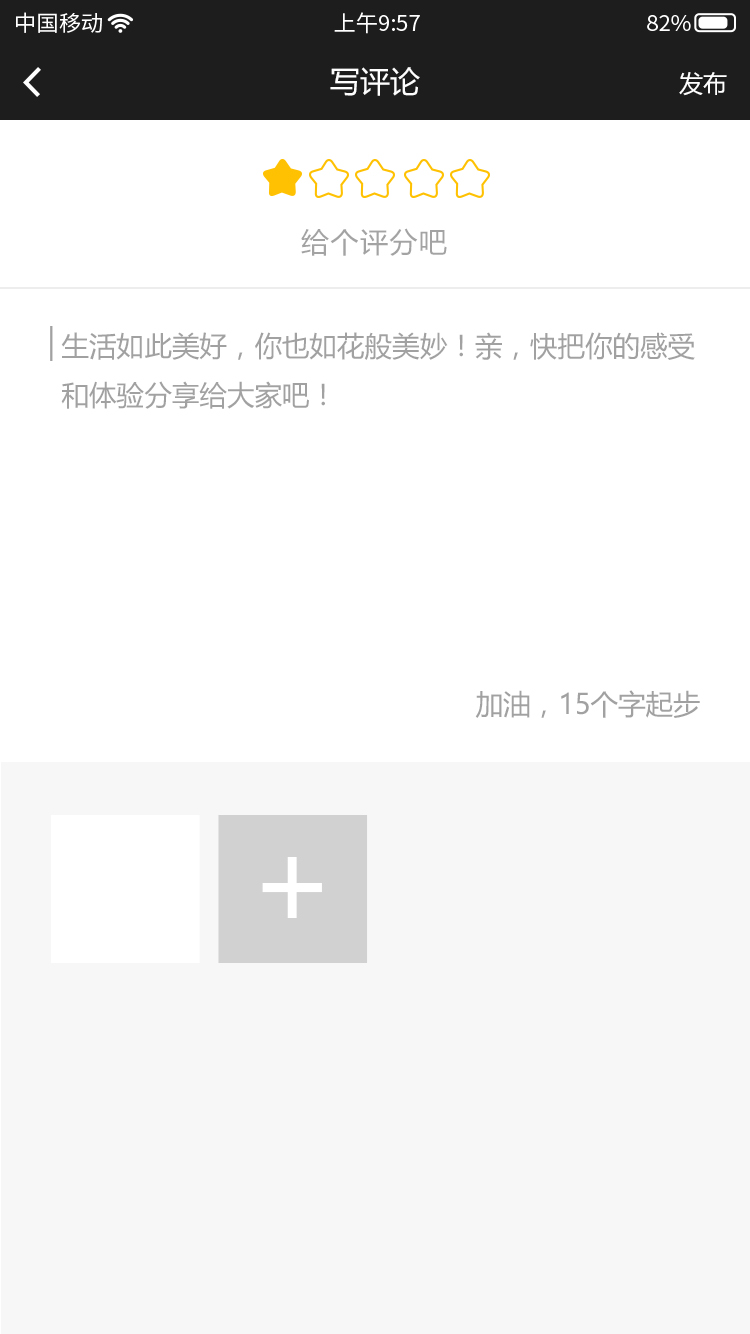 中国移动 上午9:57 82%
写评论 发布
给个评分吧
生活如此美好，你也如花般美妙！亲，快把你的感受
和体验分享给大家吧！
加油，15个字起步